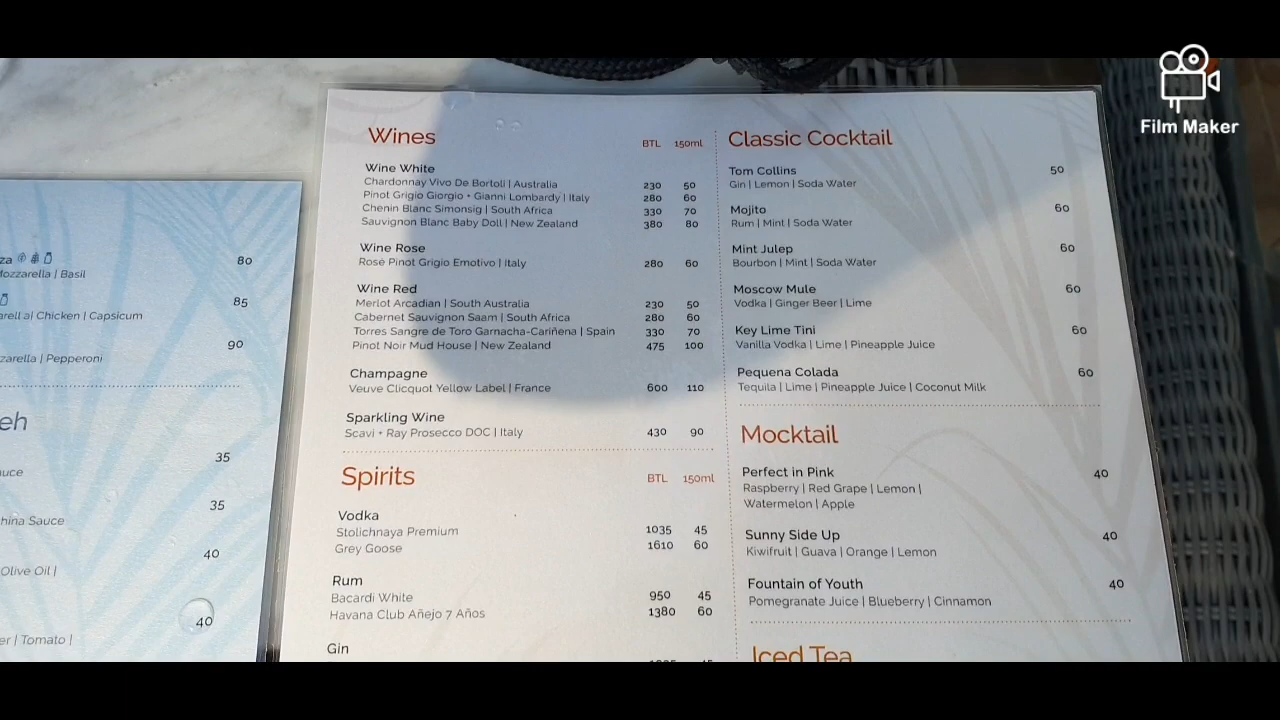 Film Maker
za
Mozzarella | Basil
80
85
Chicken | Capsicum
90
Pepperoni
35
35
China Sauce
40
Olive Oil |
40
Tomato |
Wines BTL 150ml
Wine White
Chardonnay Vivo De Bortoli | Australia 230 50
Pinot Grigio Giorgio + Gianni Lombardy | Italy 280 60
Chenin Blanc Simonsig | South Africa 330 70
Sauvignon Blanc Baby Doll | New Zealand 380 80
Wine Rose
Rose Pinot Grigio Emotivo | Italy 280 60
Wine Red
Merlot Arcadian | South Australia 230 50
Cabernet Sauvignon Saam | South Africa 280 60
Torres Sangre de Toro Garnacha-Cariñena | Spain 330 70
Pinot Noir Mud House | New Zealand 475 100
Champagne
Veuve Clicquot Yellow Label | France 600 110
Sparkling Wine
Scavi + Ray Prosecco DOC | Italy 430 90
Spirits BTL 150ml
Vodka
Stolichnaya Premium 1035 45
Grey Goose 1610 60
Rum
Bacardi White 950 45
Havana Club Añejo 7 Años 1380 60
Gin
Classic Cocktail
Tom Collins 50
Gin | Lemon | Soda Water
Mojito 60
Rum | Mint | Soda Water
Mint Julep 60
Bourbon | Mint | Soda Water
Moscow Mule 60
Vodka | Ginger Beer | Lime
Key Lime Tini 60
Vanilla Vodka | Lime | Pineapple Juice
Pequena Colada 60
Tequila | Lime | Pineapple Juice | Coconut Milk
Mocktail
Perfect in Pink 40
Raspberry | Red Grape | Lemon |
Watermelon | Apple
Sunny Side Up 40
Kiwifruit | Guava | Orange | Lemon
Fountain of Youth 40
Pomegranate Juice | Blueberry | Cinnamon
Iced Tea